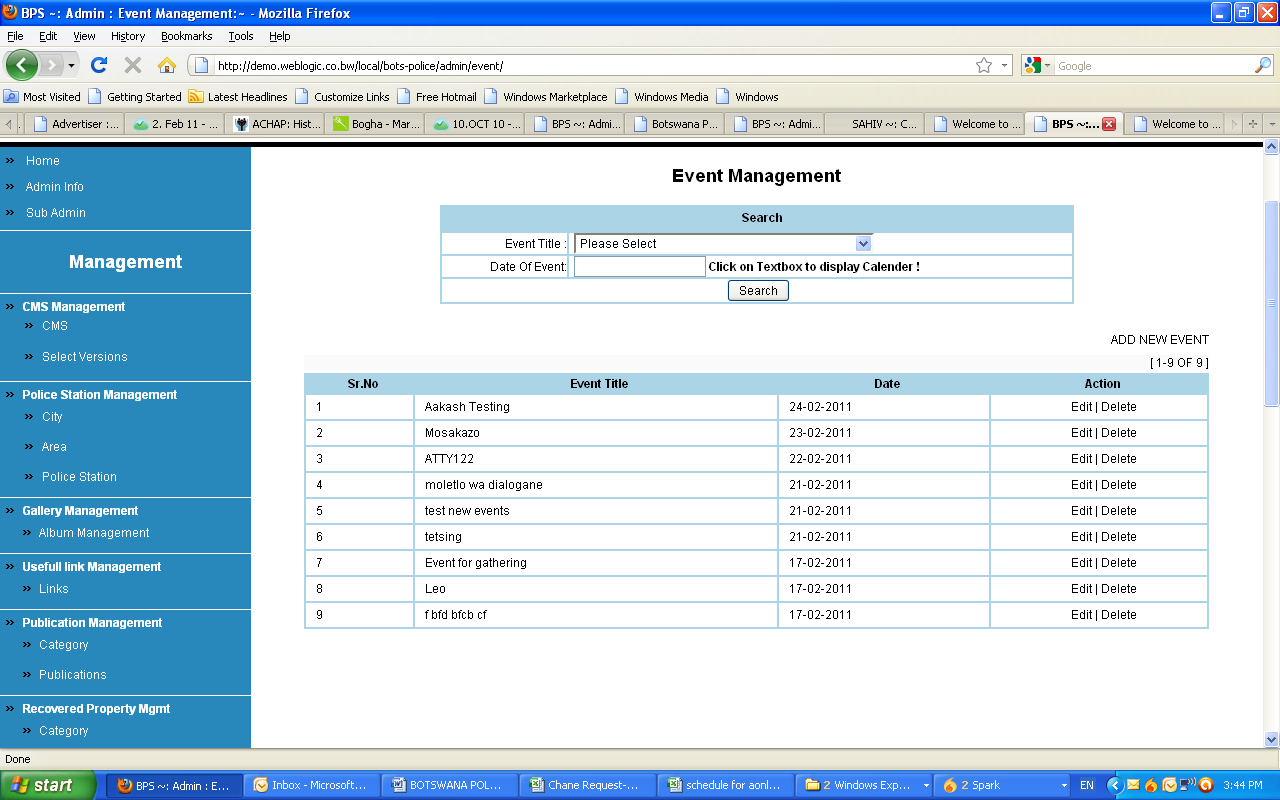 BPS ~: Admin : Event Management:~ - Mozilla Firefox
File Edit View History Bookmarks Tools Help
http://demo.weblogic.co.bw/local/bots-police/admin/event/ Google
Most Visited Getting Started Latest Headlines Customize Links Free Hotmail Windows Marketplace Windows Media Windows
Advertiser :... 2. Feb 11 - ... ACHAP: Hist... Bogha - Mar... 10.OCT 10 -... BPS ~: Admi... Botswana P... BPS ~: Admi... SAHIV ~: C... Welcome to ... BPS ~:... Welcome to ...
Home
Admin Info
Sub Admin
Management
CMS Management
CMS
Select Versions
Police Station Management
City
Area
Police Station
Gallery Management
Album Management
Usefull link Management
Links
Publication Management
Category
Publications
Recovered Property Mgmt
Category
Event Management
Search
Event Title : Please Select
Date Of Event: Click on Textbox to display Calender !
Search
ADD NEW EVENT
[ 1-9 OF 9 ]
Sr.No Event Title Date Action
1 Aakash Testing 24-02-2011 Edit | Delete
2 Mosakazo 23-02-2011 Edit | Delete
3 ATTY122 22-02-2011 Edit | Delete
4 moletlo wa dialogane 21-02-2011 Edit | Delete
5 test new events 21-02-2011 Edit | Delete
6 tetsing 21-02-2011 Edit | Delete
7 Event for gathering 17-02-2011 Edit | Delete
8 Leo 17-02-2011 Edit | Delete
9 f bfd bfcb cf 17-02-2011 Edit | Delete
Done
start BPS ~: Admin : E... Inbox - Microsoft... BOTSWANA POL... Chane Request-... schedule for aonl... 2 Windows Exp... 2 Spark EN 3:44 PM